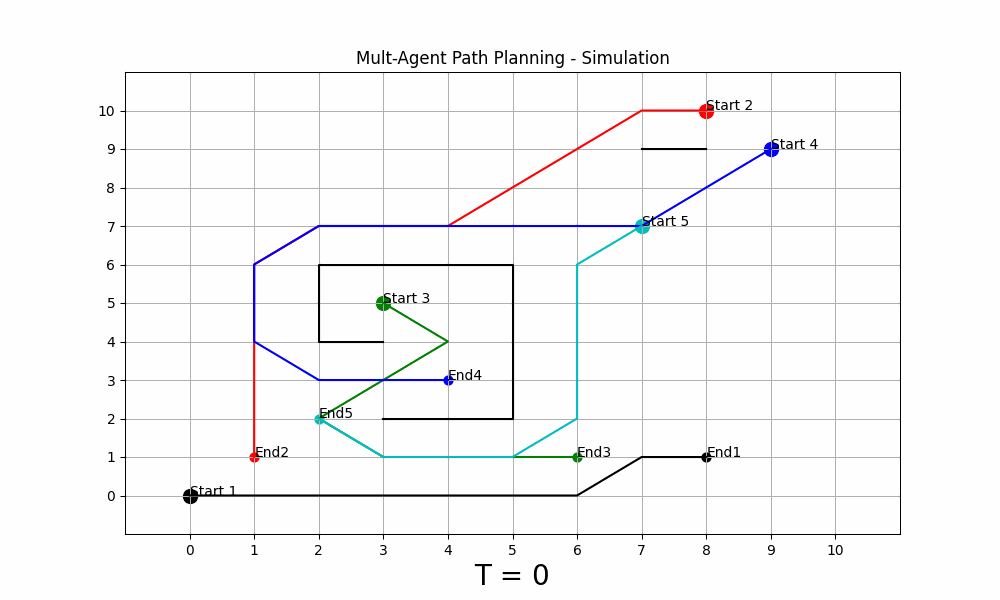 Mult-Agent Path Planning - Simulation
10
Start 2
9
Start 4
8
7
Start 5
6
5
Start 3
4
3
End4
2
End5
1
End2
End3
End1
0
Start 1
0 1 2 3 4 5 6 7 8 9 10
T = 0